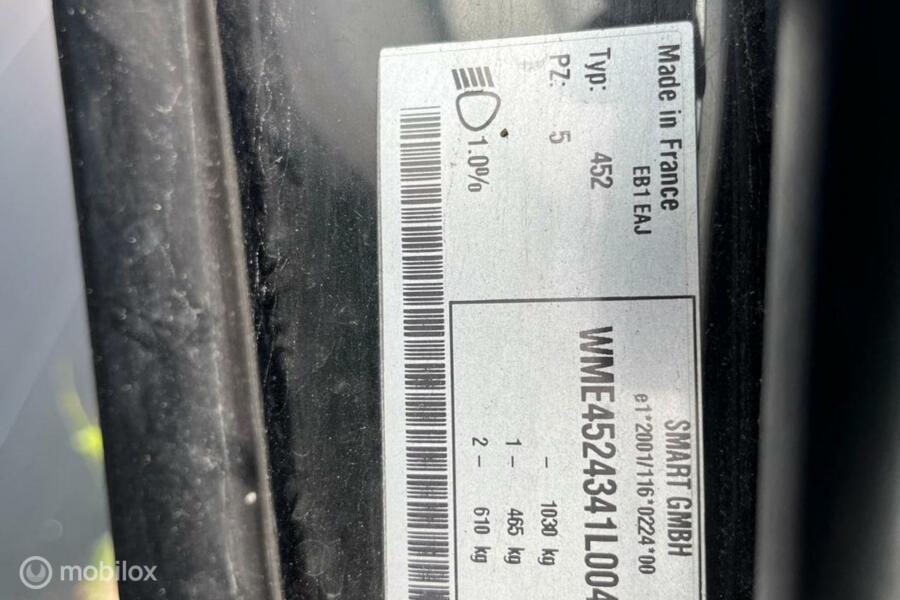 Made in France
EB1 EAJ
Typ: 452
PZ: 5
1.0%
SMART GMBH
e1*2001/116*0224*00
WME4524341L004
– 1030 kg
1 – 465 kg
2 – 610 kg
mobilox